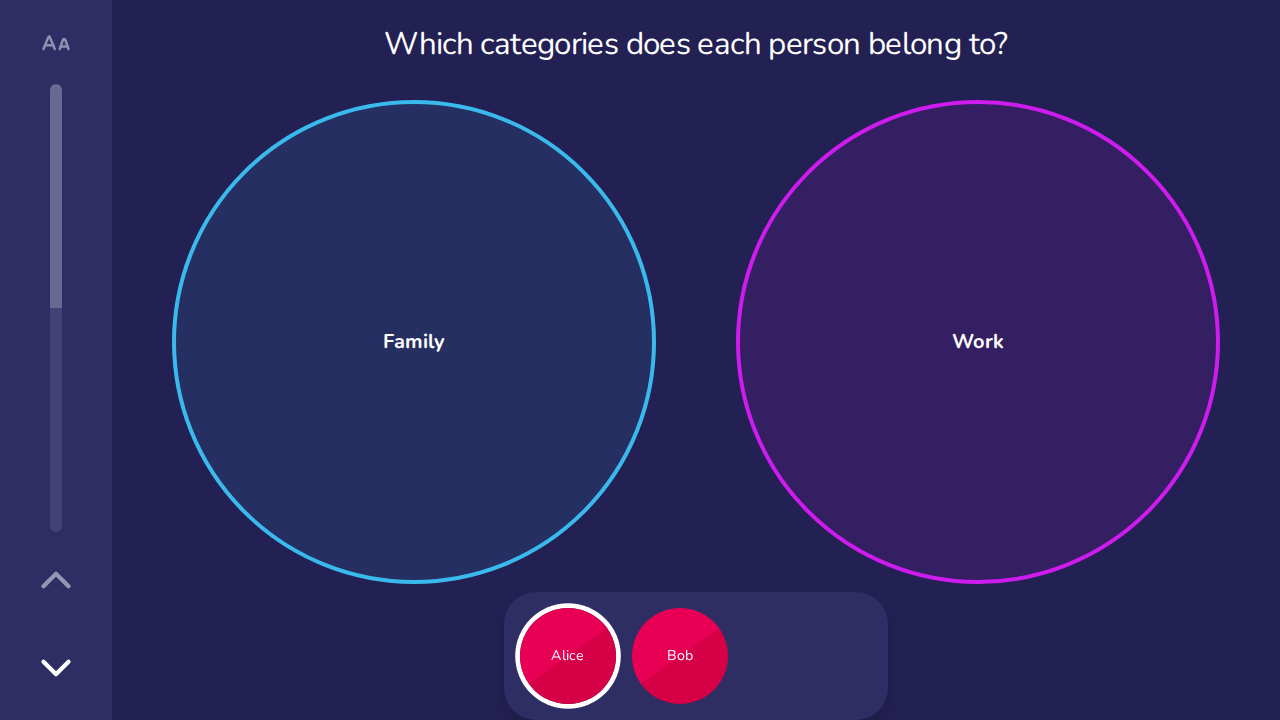 AA
Which categories does each person belong to?
Family
Work
Alice
Bob